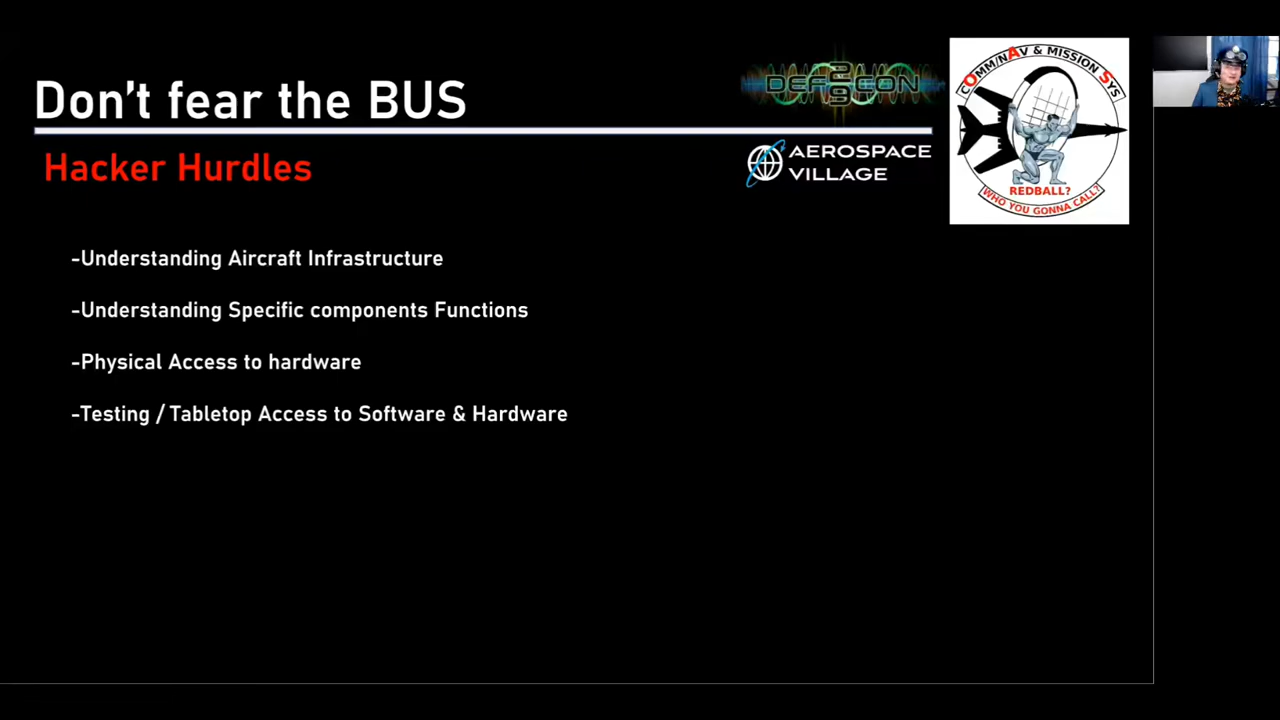 Don't fear the BUS
Hacker Hurdles
-Understanding Aircraft Infrastructure
-Understanding Specific components Functions
-Physical Access to hardware
-Testing / Tabletop Access to Software & Hardware
DEF CON
29
AEROSPACE
VILLAGE
COMM/NAV & MISSION SYS
REDBALL?
WHO YOU GONNA CALL?